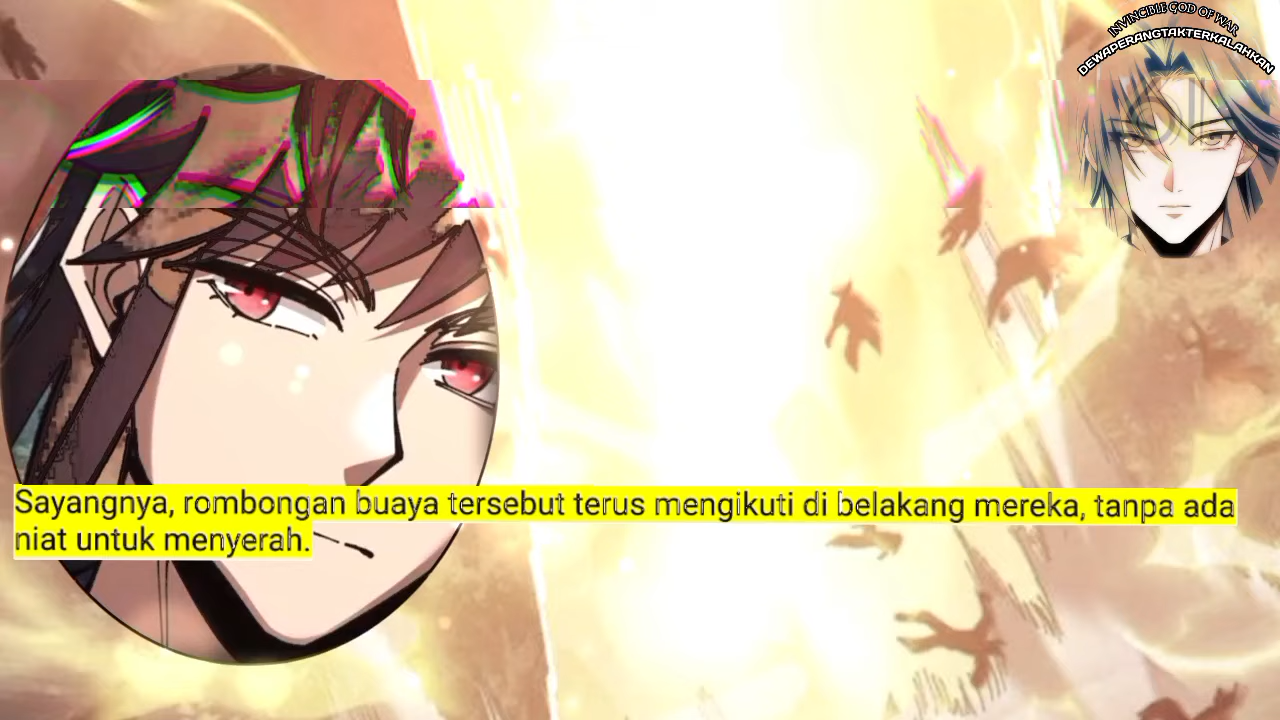 INVINCIBLE GOD OF WAR
DEWAPERANGTAKTERKALAHKAN
Sayangnya, rombongan buaya tersebut terus mengikuti di belakang mereka, tanpa ada
niat untuk menyerah.